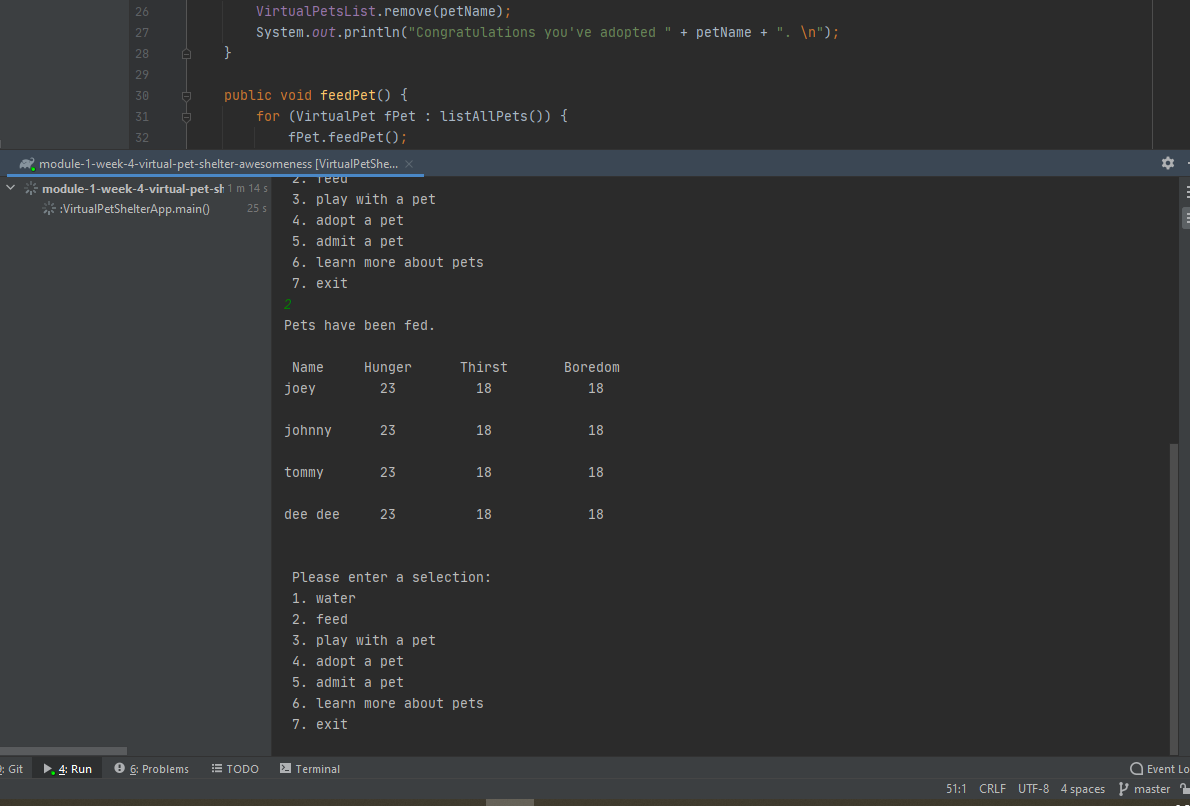 26 VirtualPetsList.remove(petName);
27 System.out.println("Congratulations you've adopted " + petName + ". \n");
28 }
29
30 public void feedPet() {
31 for (VirtualPet fPet : listAllPets()) {
32 fPet.feedPet();
module-1-week-4-virtual-pet-shelter-awesomeness [VirtualPetShe...
module-1-week-4-virtual-pet-sh 1 m 14 s
:VirtualPetShelterApp.main() 25 s
2. feed
3. play with a pet
4. adopt a pet
5. admit a pet
6. learn more about pets
7. exit
2
Pets have been fed.
Name Hunger Thirst Boredom
joey 23 18 18
johnny 23 18 18
tommy 23 18 18
dee dee 23 18 18
Please enter a selection:
1. water
2. feed
3. play with a pet
4. adopt a pet
5. admit a pet
6. learn more about pets
7. exit
: Git 4: Run 6: Problems TODO Terminal Event Lo
51:1 CRLF UTF-8 4 spaces master